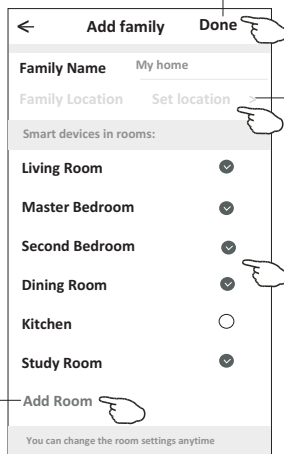 ← Add family Done
Family Name My home
Family Location Set location >
Smart devices in rooms:
Living Room
Master Bedroom
Second Bedroom
Dining Room
Kitchen
Study Room
Add Room
You can change the room settings anytime